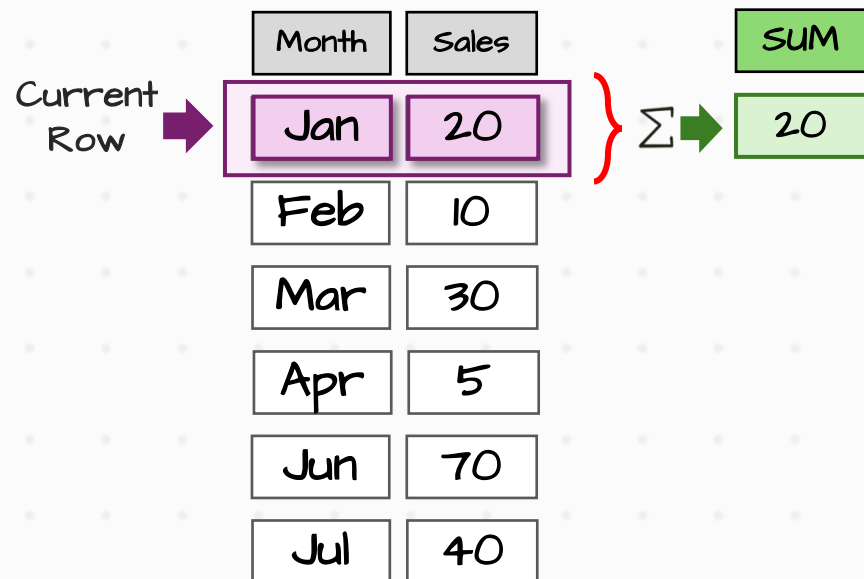 Month Sales SUM
Current
Row
Jan 20 Σ 20
Feb 10
Mar 30
Apr 5
Jun 70
Jul 40